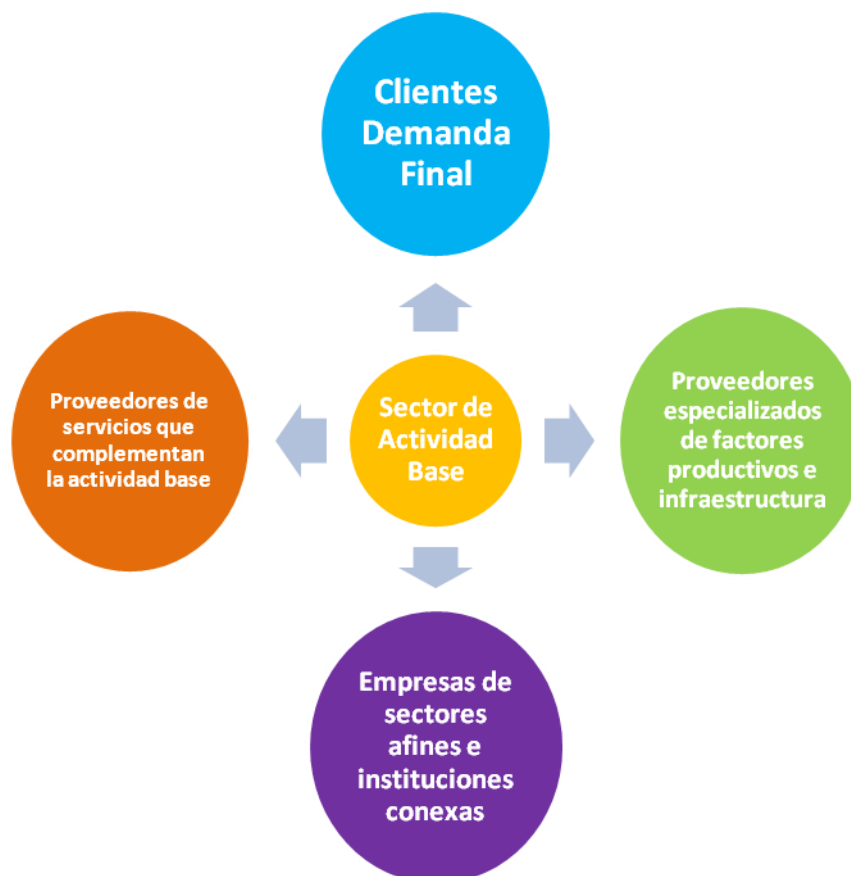 Clientes
Demanda
Final
Proveedores de
servicios que
complementan
la actividad base
Sector de
Actividad
Base
Proveedores
especializados
de factores
productivos e
infraestructura
Empresas de
sectores
afines e
instituciones
conexas